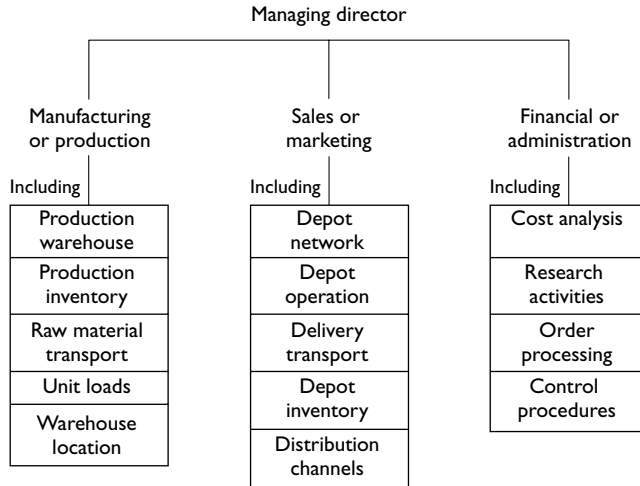 Managing director
Manufacturing
or production
Including
Production
warehouse
Production
inventory
Raw material
transport
Unit loads
Warehouse
location
Sales or
marketing
Including
Depot
network
Depot
operation
Delivery
transport
Depot
inventory
Distribution
channels
Financial or
administration
Including
Cost analysis
Research
activities
Order
processing
Control
procedures